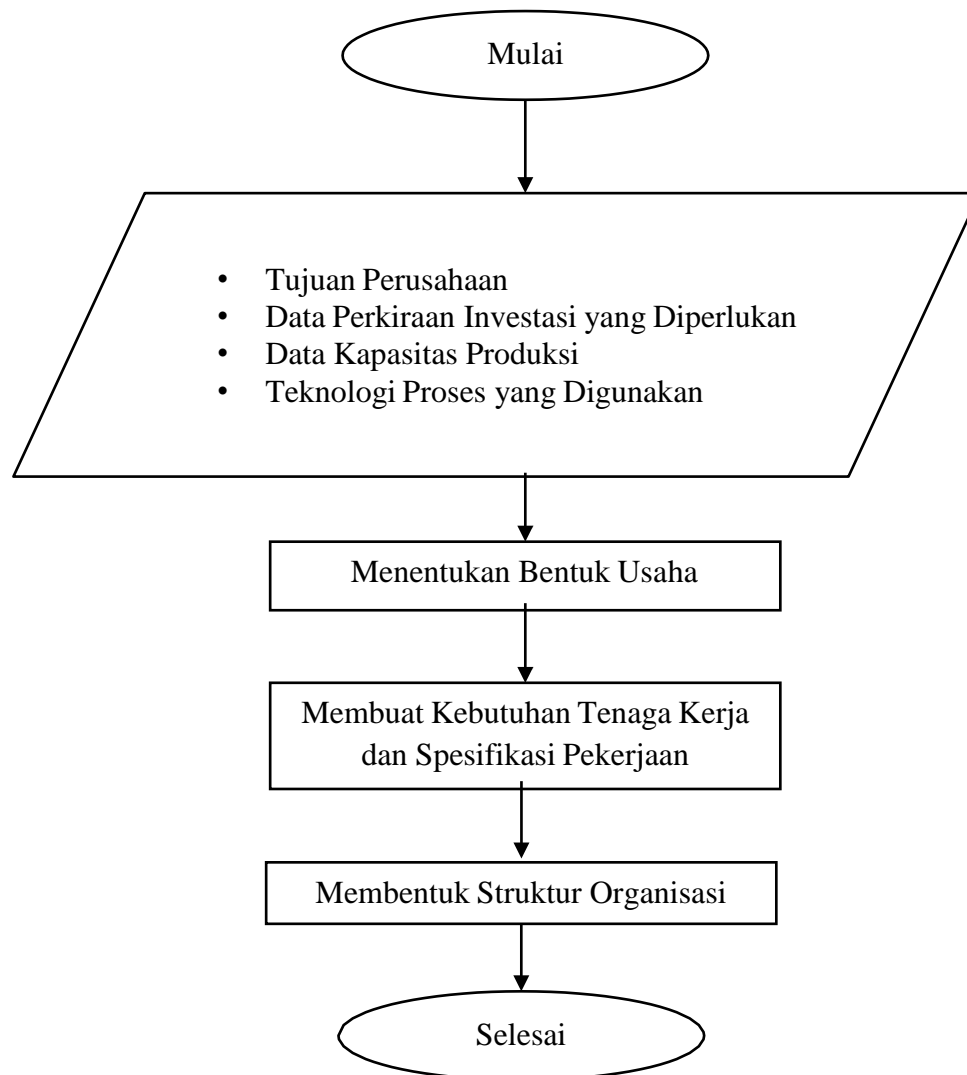 Mulai
• Tujuan Perusahaan
• Data Perkiraan Investasi yang Diperlukan
• Data Kapasitas Produksi
• Teknologi Proses yang Digunakan
Menentukan Bentuk Usaha
Membuat Kebutuhan Tenaga Kerja
dan Spesifikasi Pekerjaan
Membentuk Struktur Organisasi
Selesai